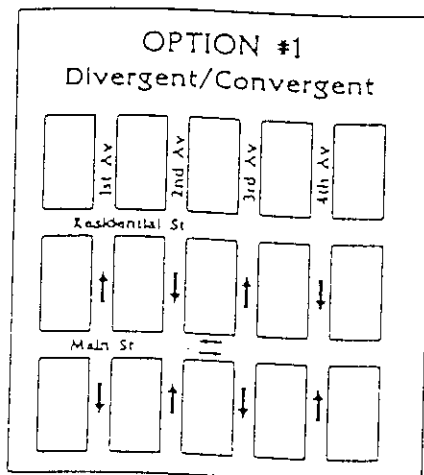 OPTION #1
Divergent/Convergent
1st Av
2nd Av
3rd Av
4th Av
Residential St
Main St